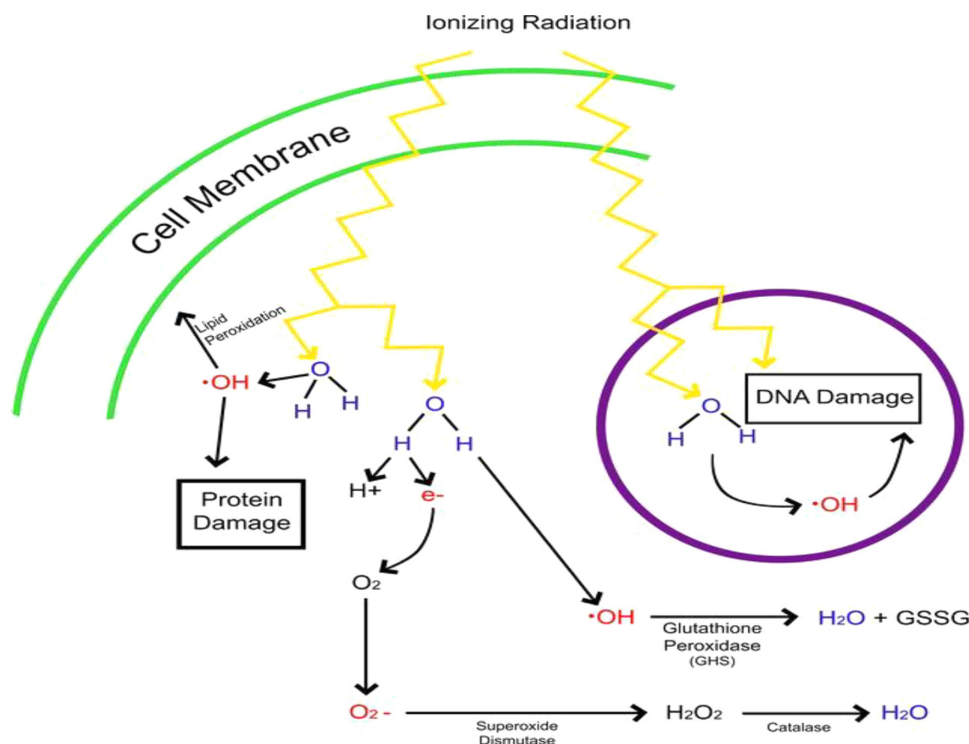 Ionizing Radiation
Cell Membrane
Lipid
Peroxidation
•OH
O
H H
O
H H
H+
e-
Protein
Damage
O
H H
DNA Damage
•OH
O₂
•OH
Glutathione
Peroxidase
(GHS)
H₂O + GSSG
O₂ -
Superoxide
Dismutase
H₂O₂
Catalase
H₂O